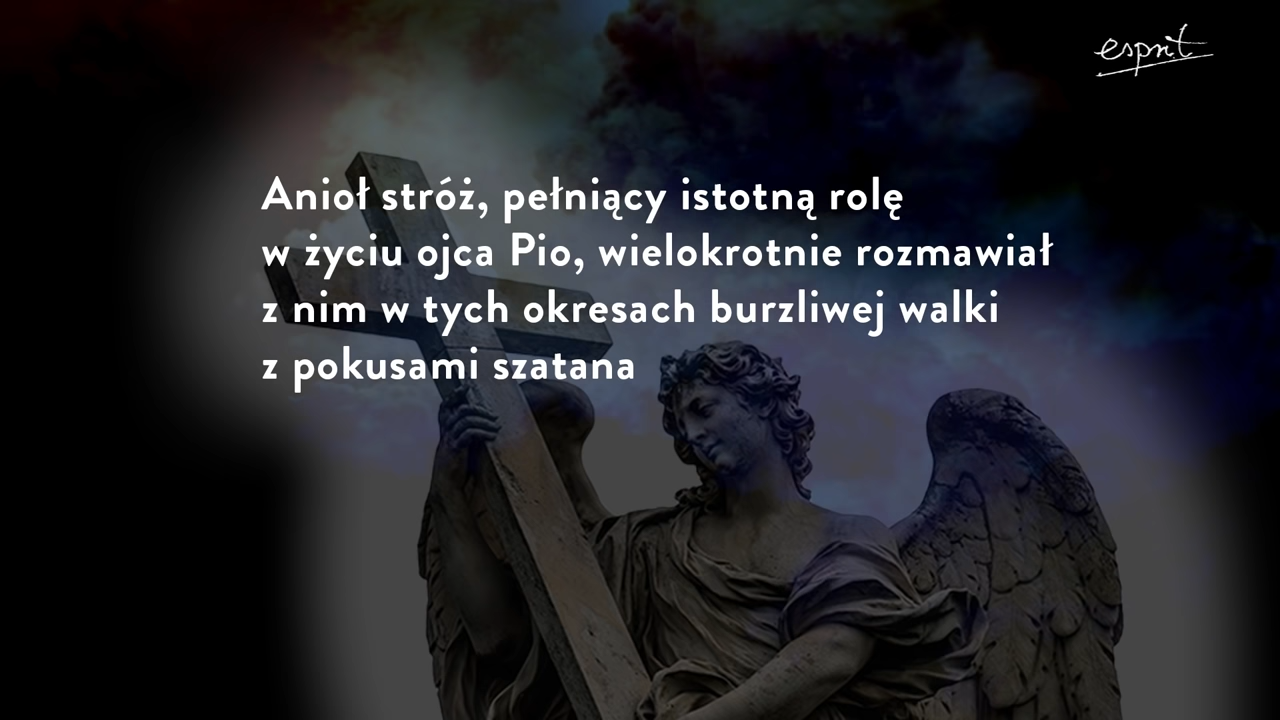 esprit
Anioł stróż, pełniący istotną rolę
w życiu ojca Pio, wielokrotnie rozmawiał
z nim w tych okresach burzliwej walki
z pokusami szatana